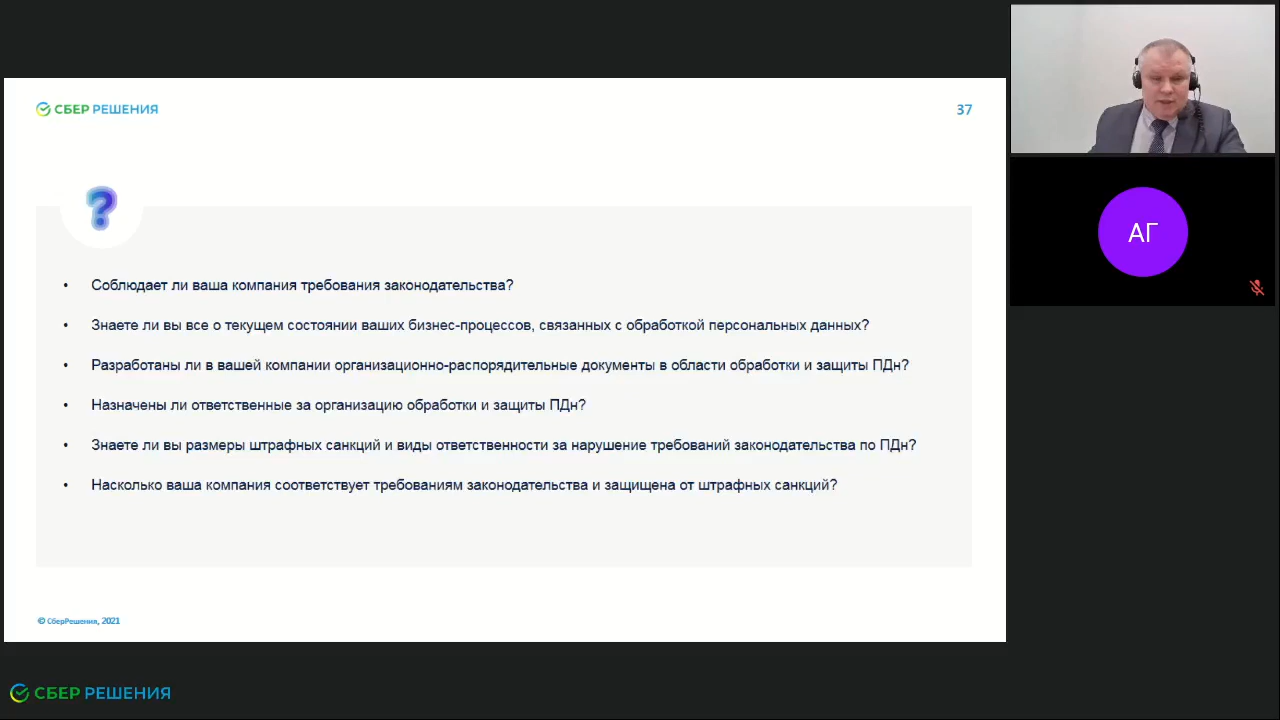 СБЕР РЕШЕНИЯ
37
Соблюдает ли ваша компания требования законодательства?
Знаете ли вы все о текущем состоянии ваших бизнес-процессов, связанных с обработкой персональных данных?
Разработаны ли в вашей компании организационно-распорядительные документы в области обработки и защиты ПДн?
Назначены ли ответственные за организацию обработки и защиты ПДн?
Знаете ли вы размеры штрафных санкций и виды ответственности за нарушение требований законодательства по ПДн?
Насколько ваша компания соответствует требованиям законодательства и защищена от штрафных санкций?
© СберРешения, 2021
АГ
СБЕР РЕШЕНИЯ